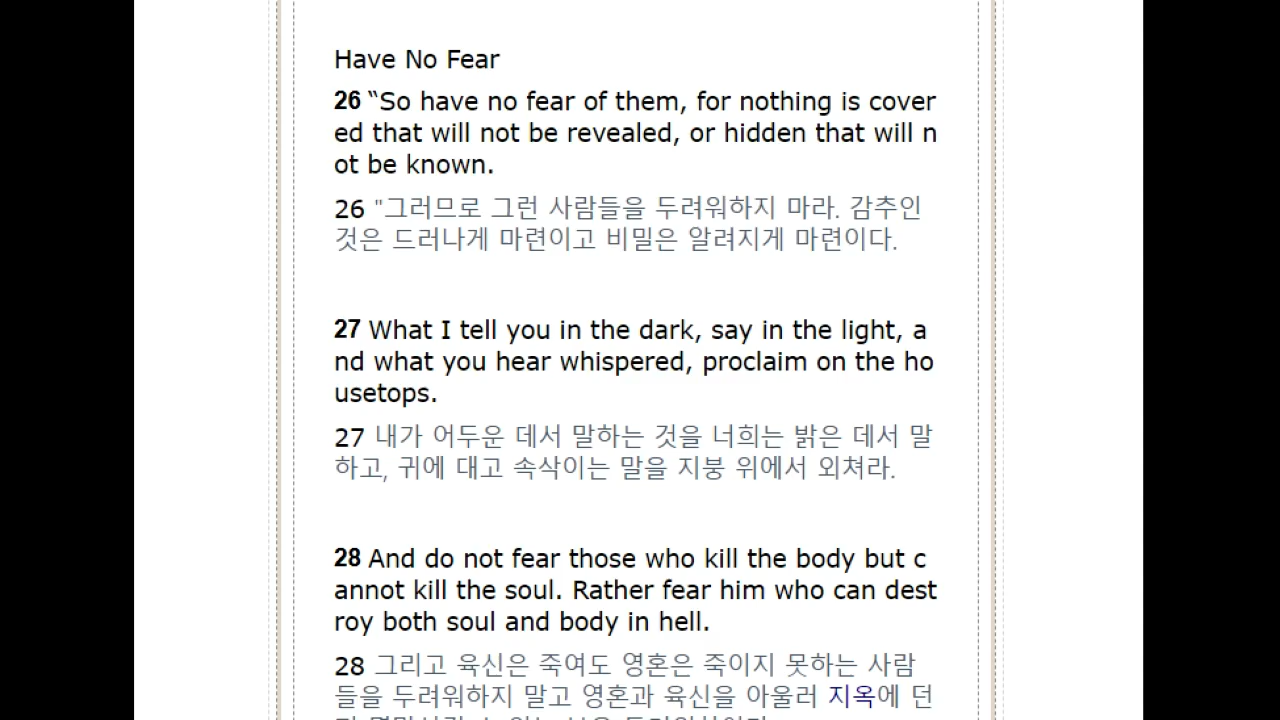 Have No Fear
26 “So have no fear of them, for nothing is cover
ed that will not be revealed, or hidden that will n
ot be known.
26 "그러므로 그런 사람들을 두려워하지 마라. 감추인
것은 드러나게 마련이고 비밀은 알려지게 마련이다.
27 What I tell you in the dark, say in the light, a
nd what you hear whispered, proclaim on the ho
usetops.
27 내가 어두운 데서 말하는 것을 너희는 밝은 데서 말
하고, 귀에 대고 속삭이는 말을 지붕 위에서 외쳐라.
28 And do not fear those who kill the body but c
annot kill the soul. Rather fear him who can dest
roy both soul and body in hell.
28 그리고 육신은 죽여도 영혼은 죽이지 못하는 사람
들을 두려워하지 말고 영혼과 육신을 아울러 지옥에 던